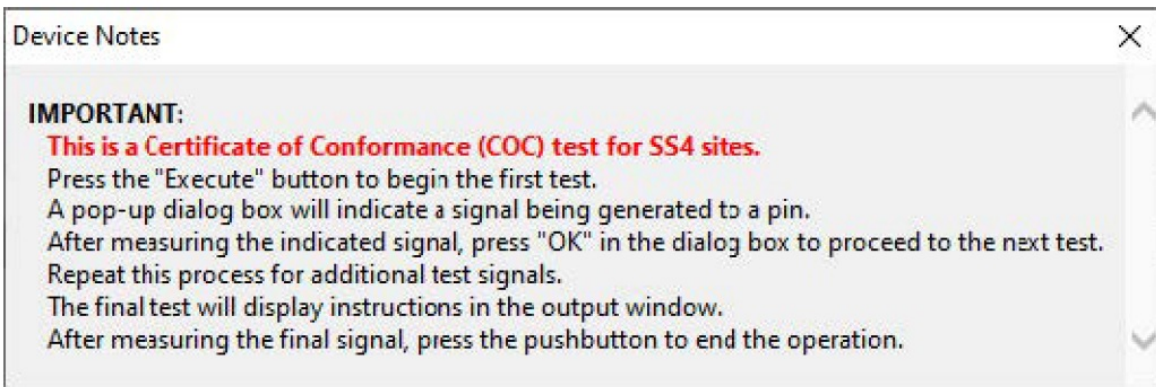 Device Notes
IMPORTANT:
This is a Certificate of Conformance (COC) test for SS4 sites.
Press the "Execute" button to begin the first test.
A pop-up dialog box will indicate a signal being generated to a pin.
After measuring the indicated signal, press "OK" in the dialog box to proceed to the next test.
Repeat this process for additional test signals.
The final test will display instructions in the output window.
After measuring the final signal, press the pushbutton to end the operation.